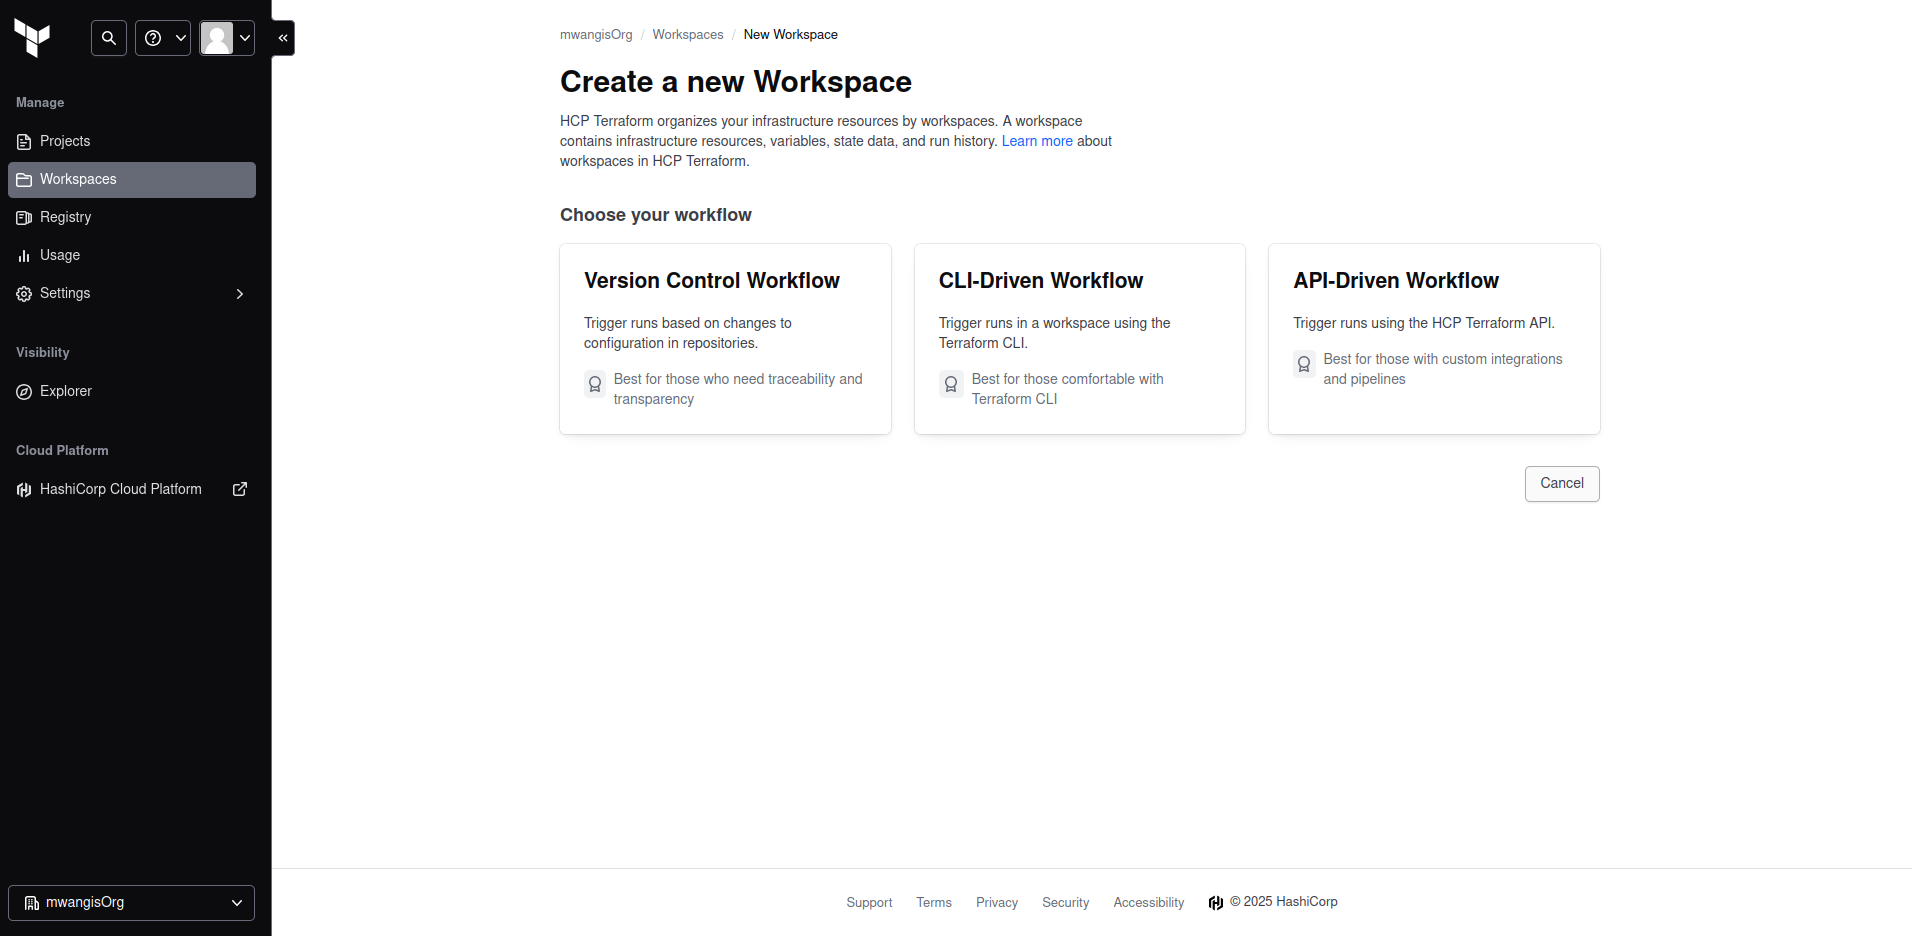 Manage
Projects
Workspaces
Registry
Usage
Settings
Visibility
Explorer
Cloud Platform
HashiCorp Cloud Platform
mwangisOrg
mwangisOrg / Workspaces / New Workspace
Create a new Workspace
HCP Terraform organizes your infrastructure resources by workspaces. A workspace
contains infrastructure resources, variables, state data, and run history. Learn more about
workspaces in HCP Terraform.
Choose your workflow
Version Control Workflow
Trigger runs based on changes to
configuration in repositories.
Best for those who need traceability and
transparency
CLI-Driven Workflow
Trigger runs in a workspace using the
Terraform CLI.
Best for those comfortable with
Terraform CLI
API-Driven Workflow
Trigger runs using the HCP Terraform API.
Best for those with custom integrations
and pipelines
Cancel
Support Terms Privacy Security Accessibility © 2025 HashiCorp